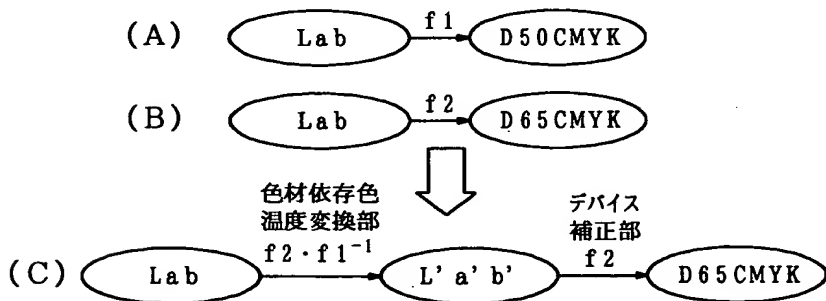 (A) Lab f1 D50CMYK
(B) Lab f2 D65CMYK
色材依存色
温度変換部
f2・f1⁻¹
デバイス
補正部
f2
(C) Lab L'a'b' D65CMYK